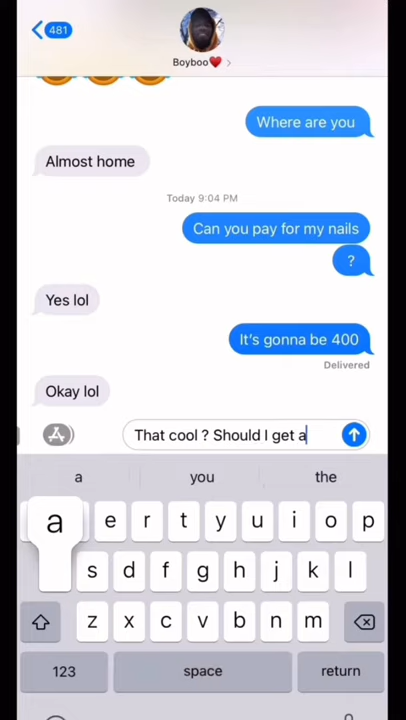 481
Boyboo❤️ >
Where are you
Almost home
Today 9:04 PM
Can you pay for my nails
?
Yes lol
It's gonna be 400
Delivered
Okay lol
That cool ? Should I get a
a you the
a e r t y u i o p
s d f g h j k l
z x c v b n m
123 space return